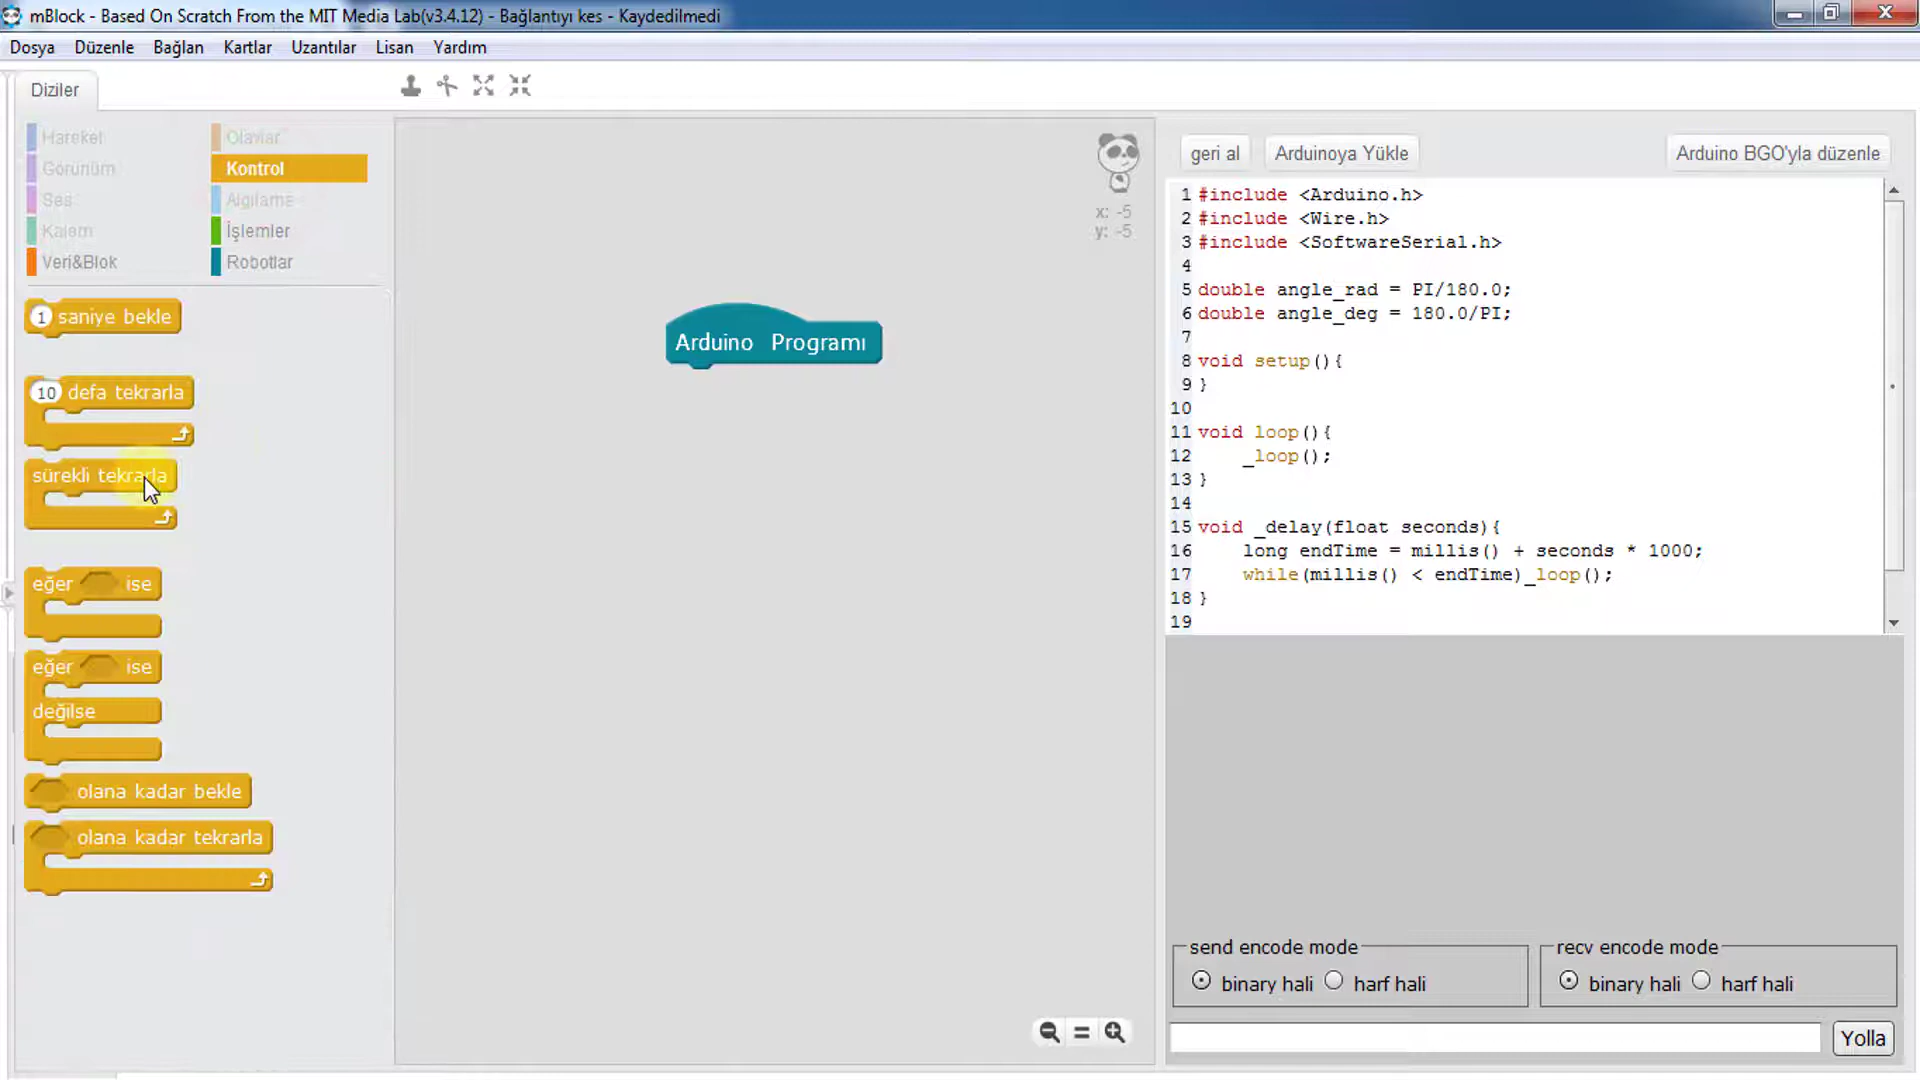 mBlock - Based On Scratch From the MIT Media Lab(v3.4.12) - Bağlantıyı kes - Kaydedilmedi
Dosya Düzenle Bağlan Kartlar Uzantılar Lisan Yardım
Diziler
Hareket
Görünüm
Ses
Kalem
Veri&Blok
Olaylar
Kontrol
Algılama
İşlemler
Robotlar
1 saniye bekle
10 defa tekrarla
sürekli tekrarla
eğer ise
eğer ise
değilse
olana kadar bekle
olana kadar tekrarla
Arduino Programı
x: -5
y: -5
geri al Arduinoya Yükle Arduino BGO'yla düzenle
1 #include <Arduino.h>
2 #include <Wire.h>
3 #include <SoftwareSerial.h>
4
5 double angle_rad = PI/180.0;
6 double angle_deg = 180.0/PI;
7
8 void setup(){
9 }
10
11 void loop(){
12 _loop();
13 }
14
15 void _delay(float seconds){
16 long endTime = millis() + seconds * 1000;
17 while(millis() < endTime)_loop();
18 }
19
send encode mode
binary hali harf hali
recv encode mode
binary hali harf hali
Yolla